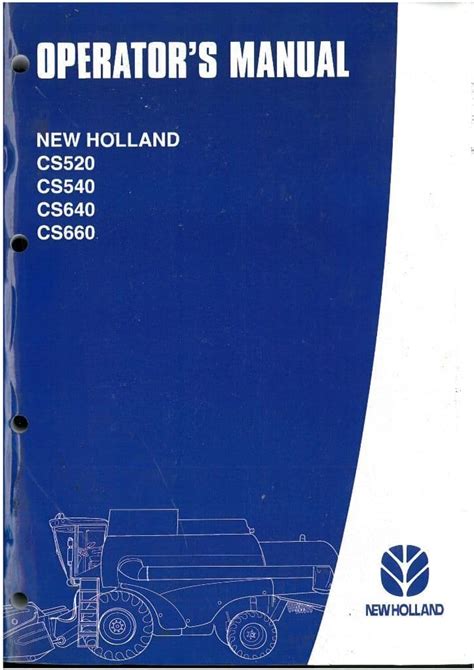 OPERATOR'S MANUAL
NEW HOLLAND
CS520
CS540
CS640
CS660
NEW HOLLAND